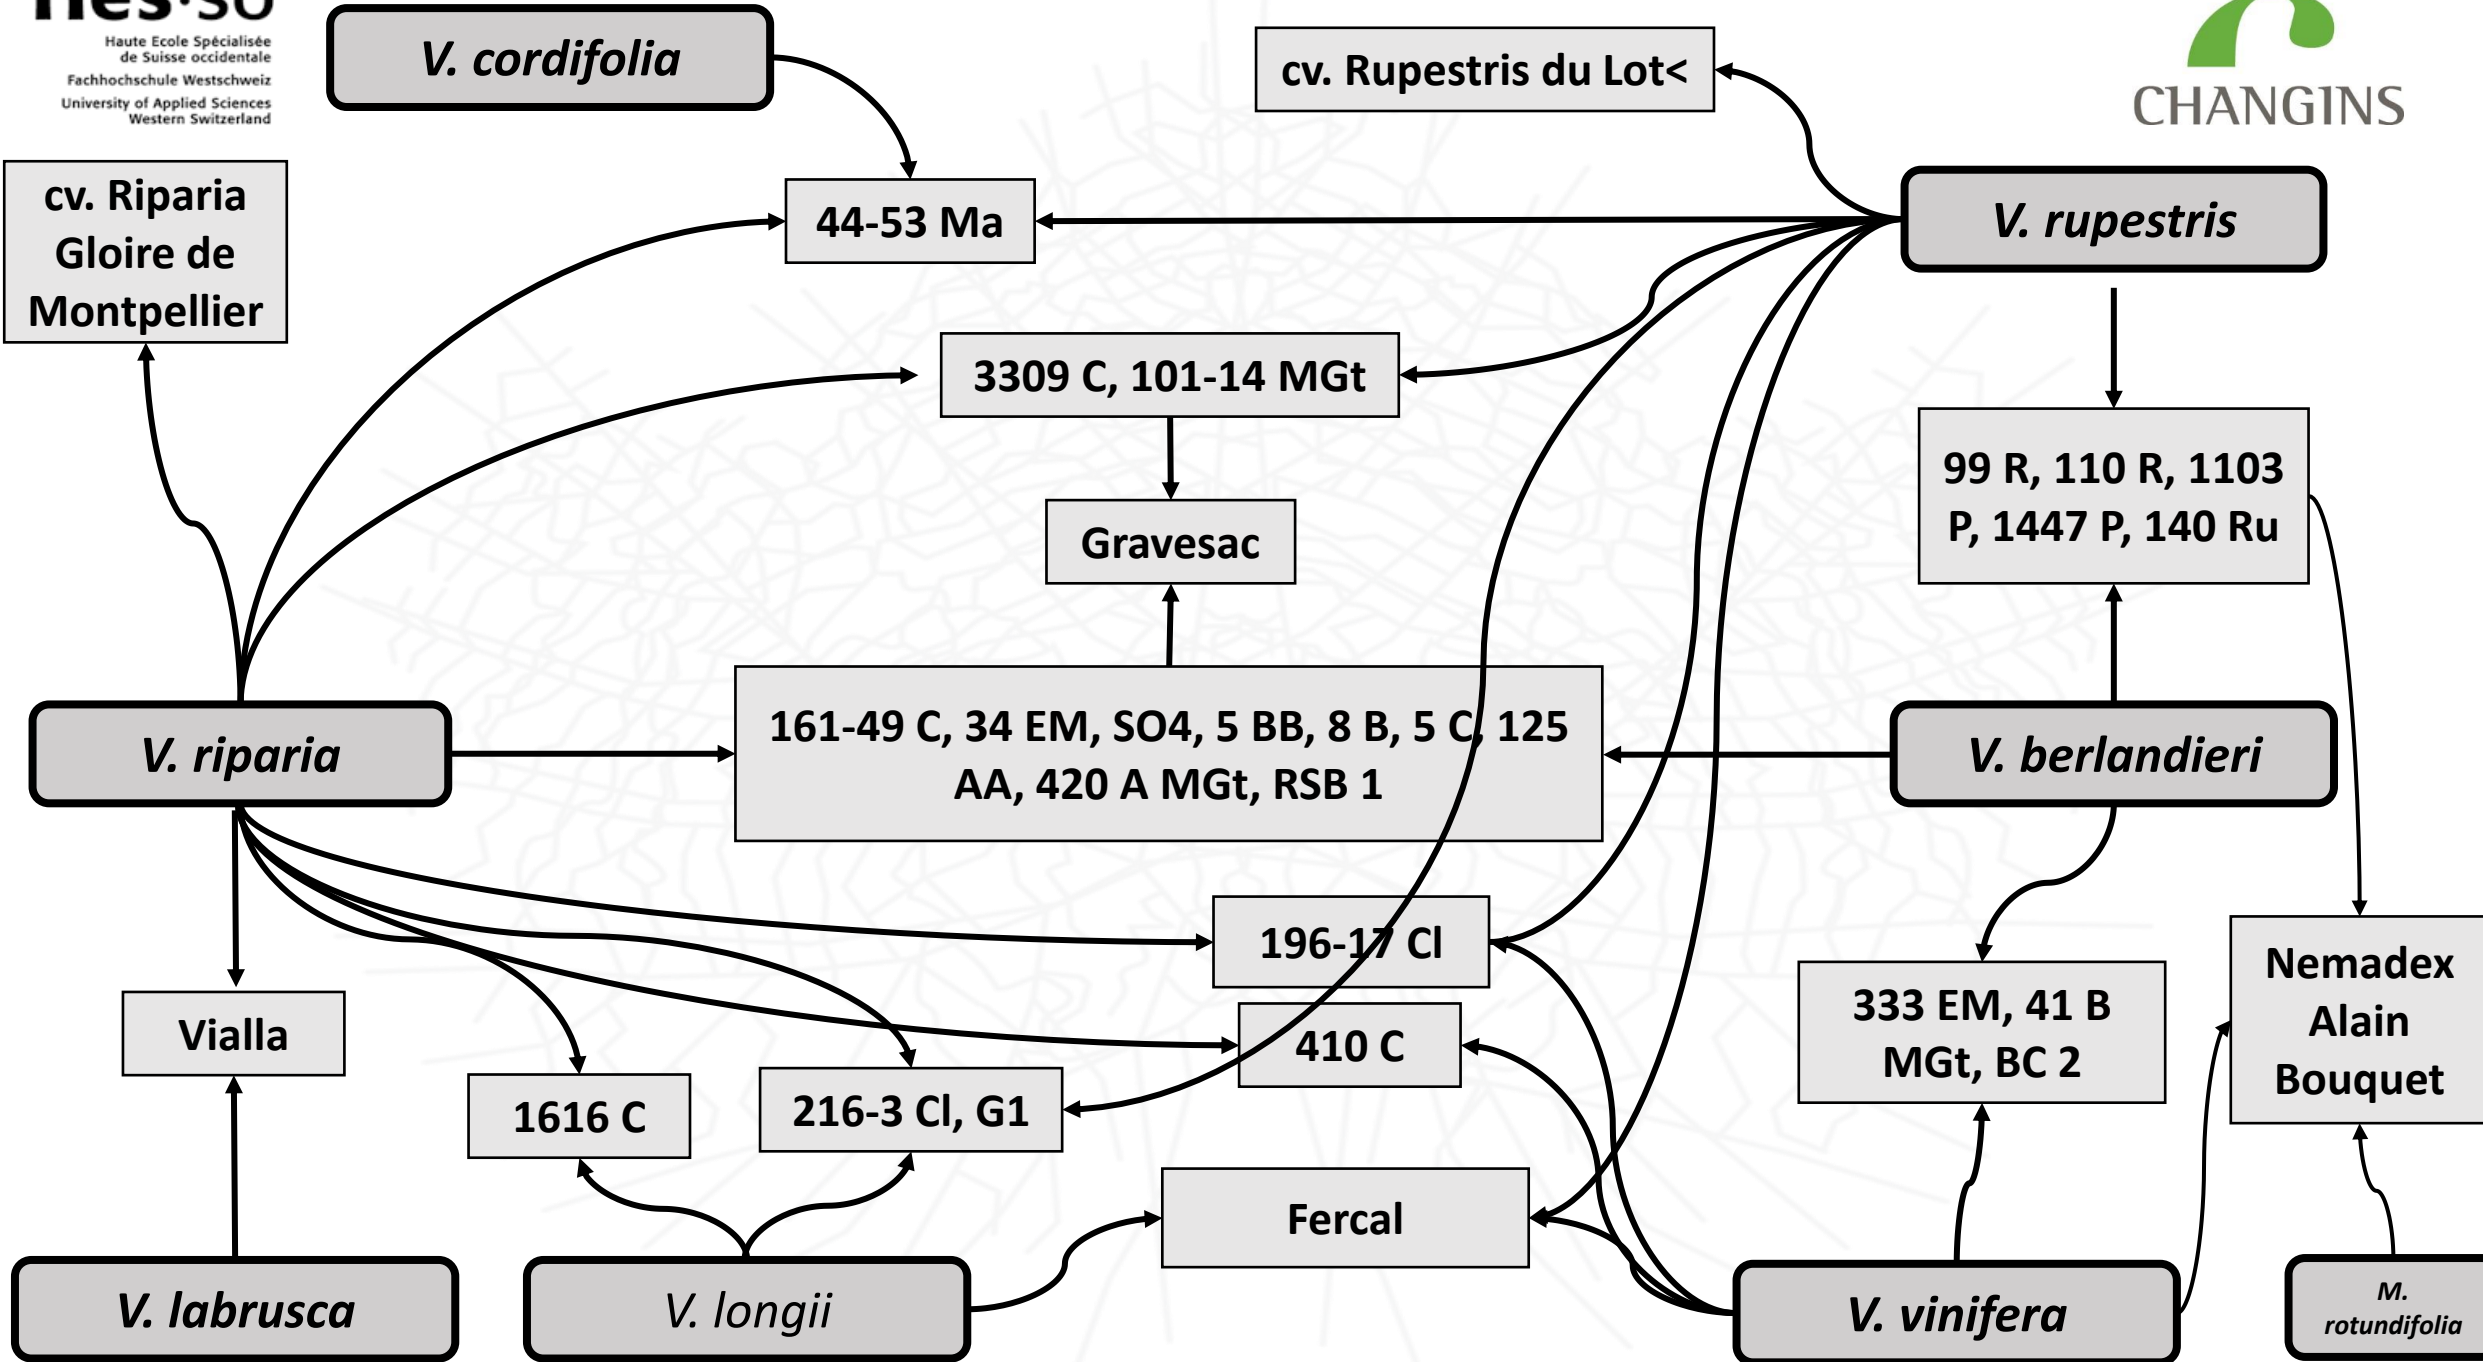 Haute Ecole Spécialisée
de Suisse occidentale
Fachhochschule Westschweiz
University of Applied Sciences
Western Switzerland
V. cordifolia
cv. Rupestris du Lot<
CHANGINS
cv. Riparia
Gloire de
Montpellier
44-53 Ma
V. rupestris
3309 C, 101-14 MGt
99 R, 110 R, 1103
P, 1447 P, 140 Ru
Gravesac
V. riparia
161-49 C, 34 EM, SO4, 5 BB, 8 B, 5 C, 125
AA, 420 A MGt, RSB 1
V. berlandieri
196-17 Cl
Vialla
410 C
333 EM, 41 B
MGt, BC 2
Nemadex
Alain
Bouquet
1616 C
216-3 Cl, G1
Fercal
V. labrusca
V. longii
V. vinifera
M.
rotundifolia